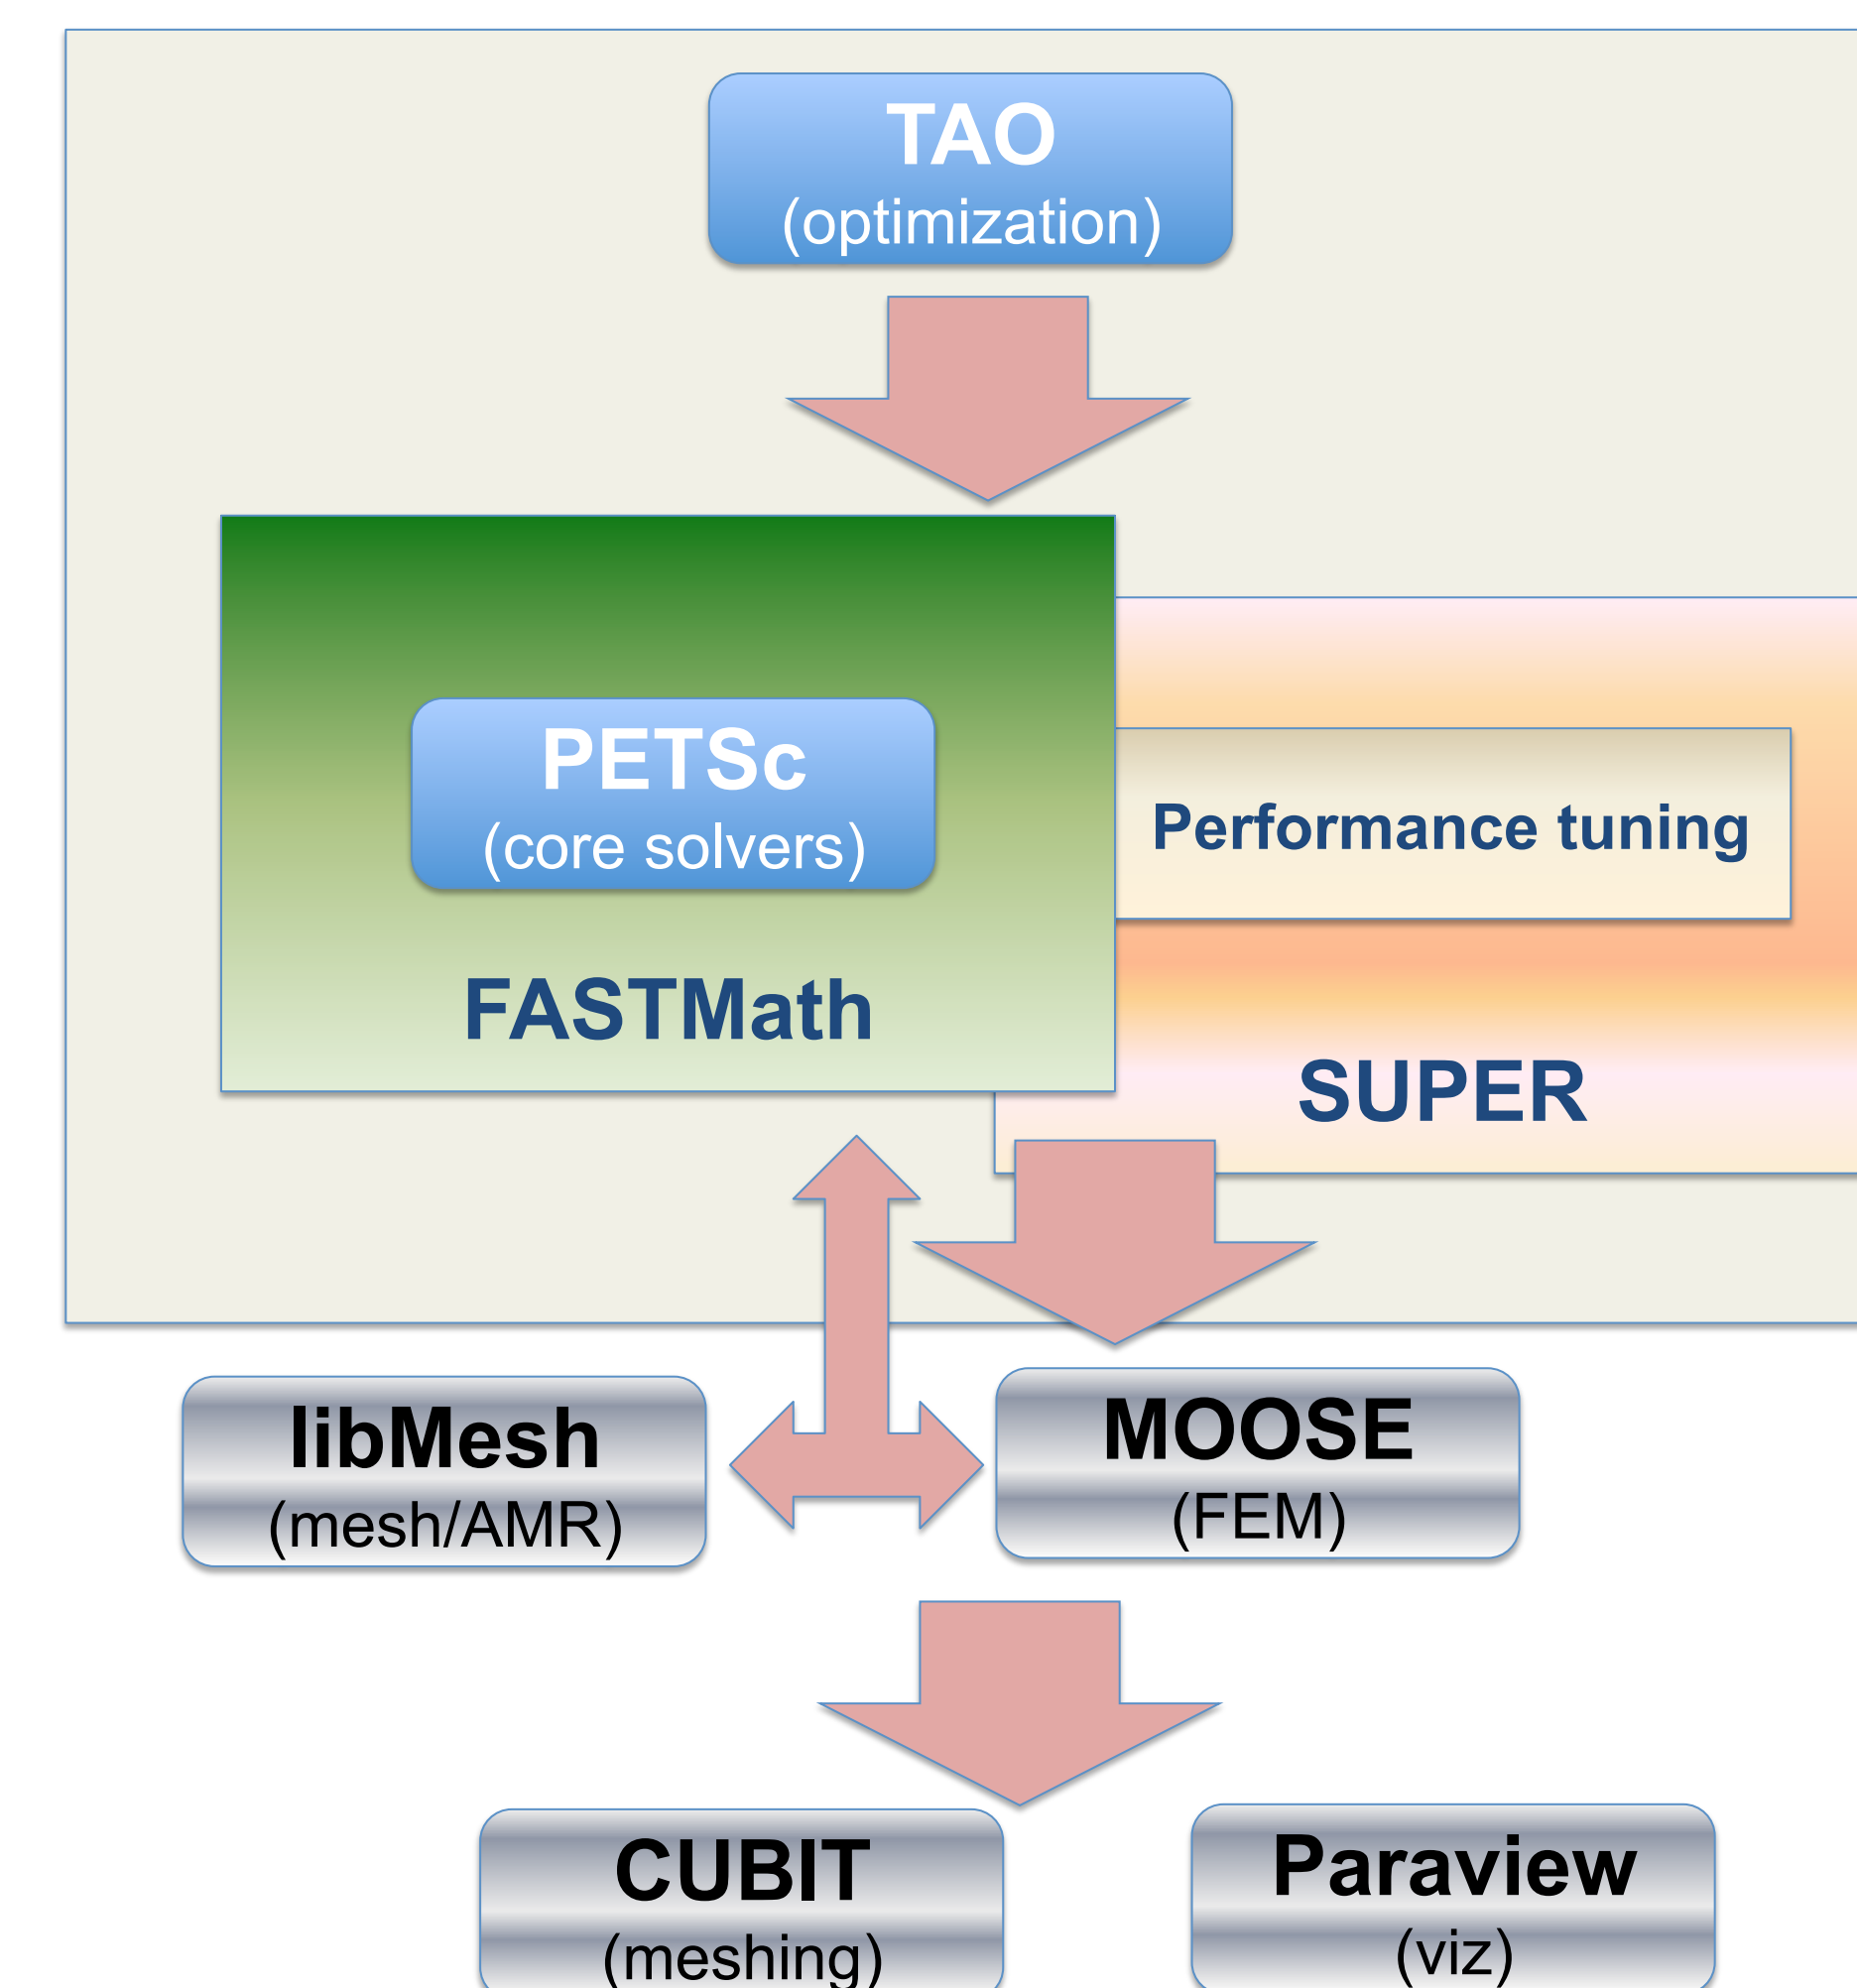 TAO
(optimization)
PETSc
(core solvers)
Performance tuning
FASTMath
SUPER
libMesh
(mesh/AMR)
MOOSE
(FEM)
CUBIT
(meshing)
Paraview
(viz)